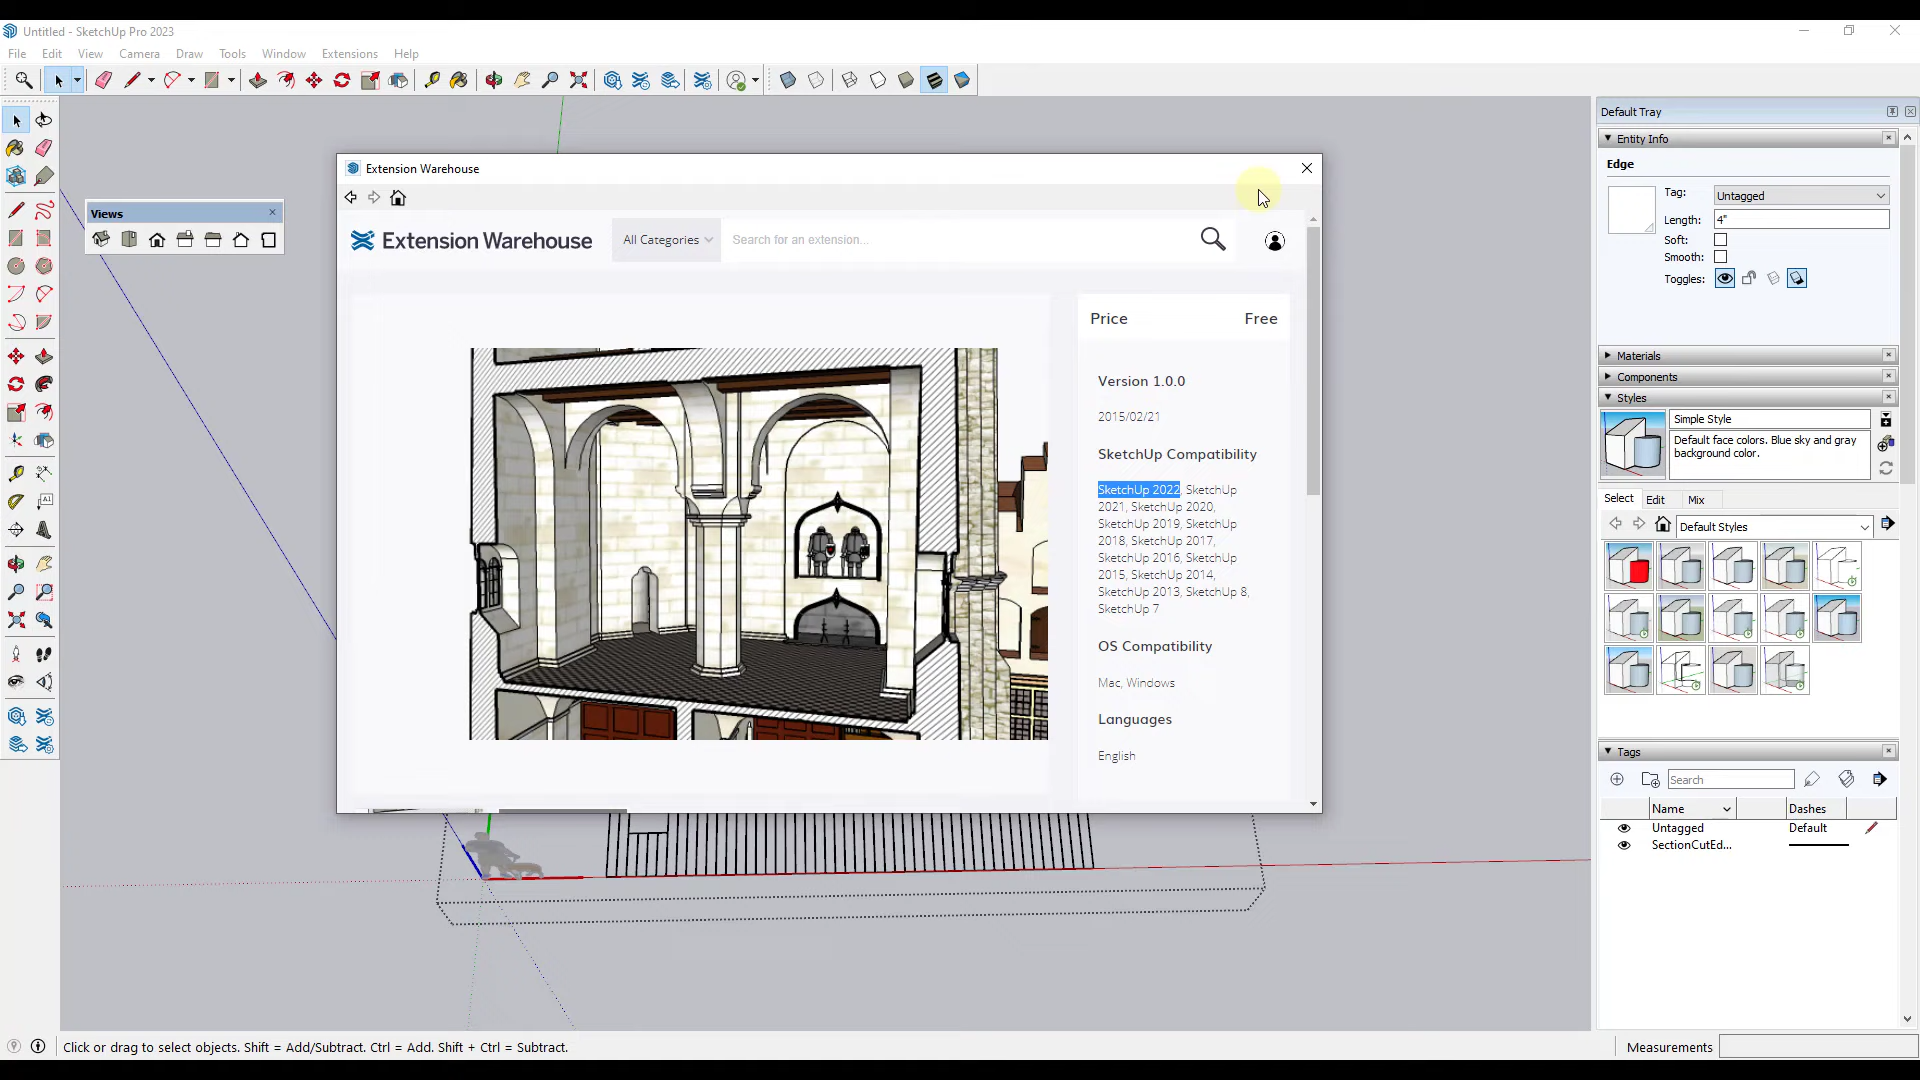 Untitled - SketchUp Pro 2023
File Edit View Camera Draw Tools Window Extensions Help
Default Tray
Entity Info
Edge
Tag: Untagged
Length: 4"
Soft:
Smooth:
Toggles:
Views
Extension Warehouse
Extension Warehouse All Categories Search for an extension...
Price Free
Version 1.0.0
2015/02/21
SketchUp Compatibility
SketchUp 2022, SketchUp
2021, SketchUp 2020,
SketchUp 2019, SketchUp
2018, SketchUp 2017,
SketchUp 2016, SketchUp
2015, SketchUp 2014,
SketchUp 2013, SketchUp 8,
SketchUp 7
OS Compatibility
Mac, Windows
Languages
English
Materials
Components
Styles
Simple Style
Default face colors. Blue sky and gray
background color.
Select Edit Mix
Default Styles
Tags
Search
Name Dashes
Untagged Default
SectionCutEd...
Click or drag to select objects. Shift = Add/Subtract. Ctrl = Add. Shift + Ctrl = Subtract.
Measurements